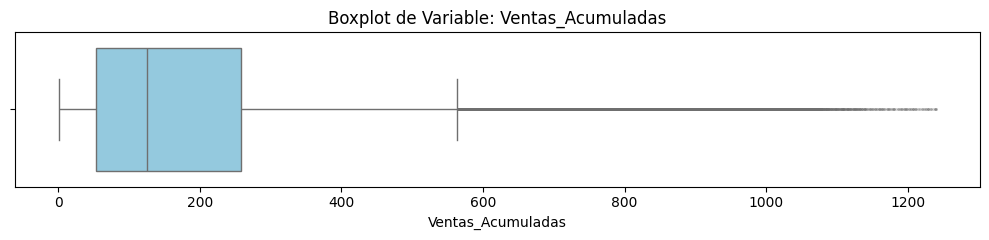 Boxplot de Variable: Ventas_Acumuladas
0 200 400 600 800 1000 1200
Ventas_Acumuladas